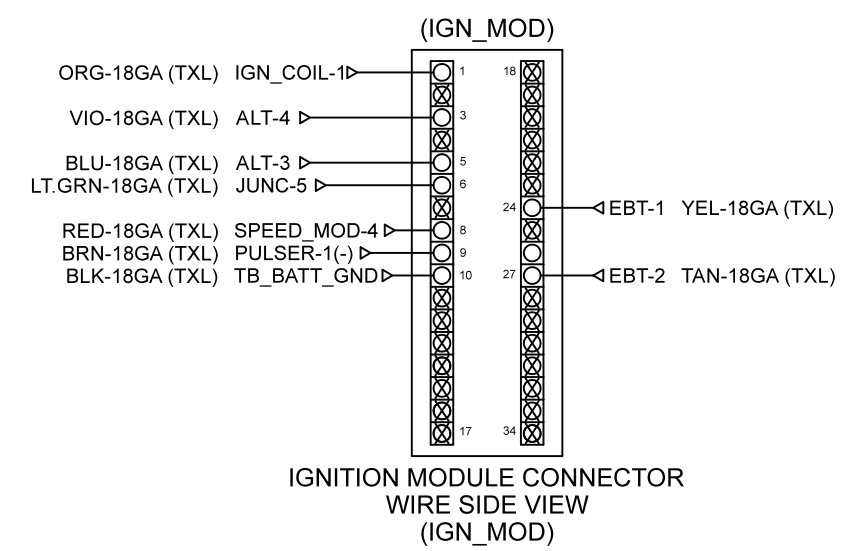 (IGN_MOD)
ORG-18GA (TXL) IGN_COIL-1 1 18
VIO-18GA (TXL) ALT-4 3
BLU-18GA (TXL) ALT-3 5
LT.GRN-18GA (TXL) JUNC-5 6
24 EBT-1 YEL-18GA (TXL)
RED-18GA (TXL) SPEED_MOD-4 8
BRN-18GA (TXL) PULSER-1(-) 9
BLK-18GA (TXL) TB_BATT_GND 10 27 EBT-2 TAN-18GA (TXL)
17 34
IGNITION MODULE CONNECTOR
WIRE SIDE VIEW
(IGN_MOD)